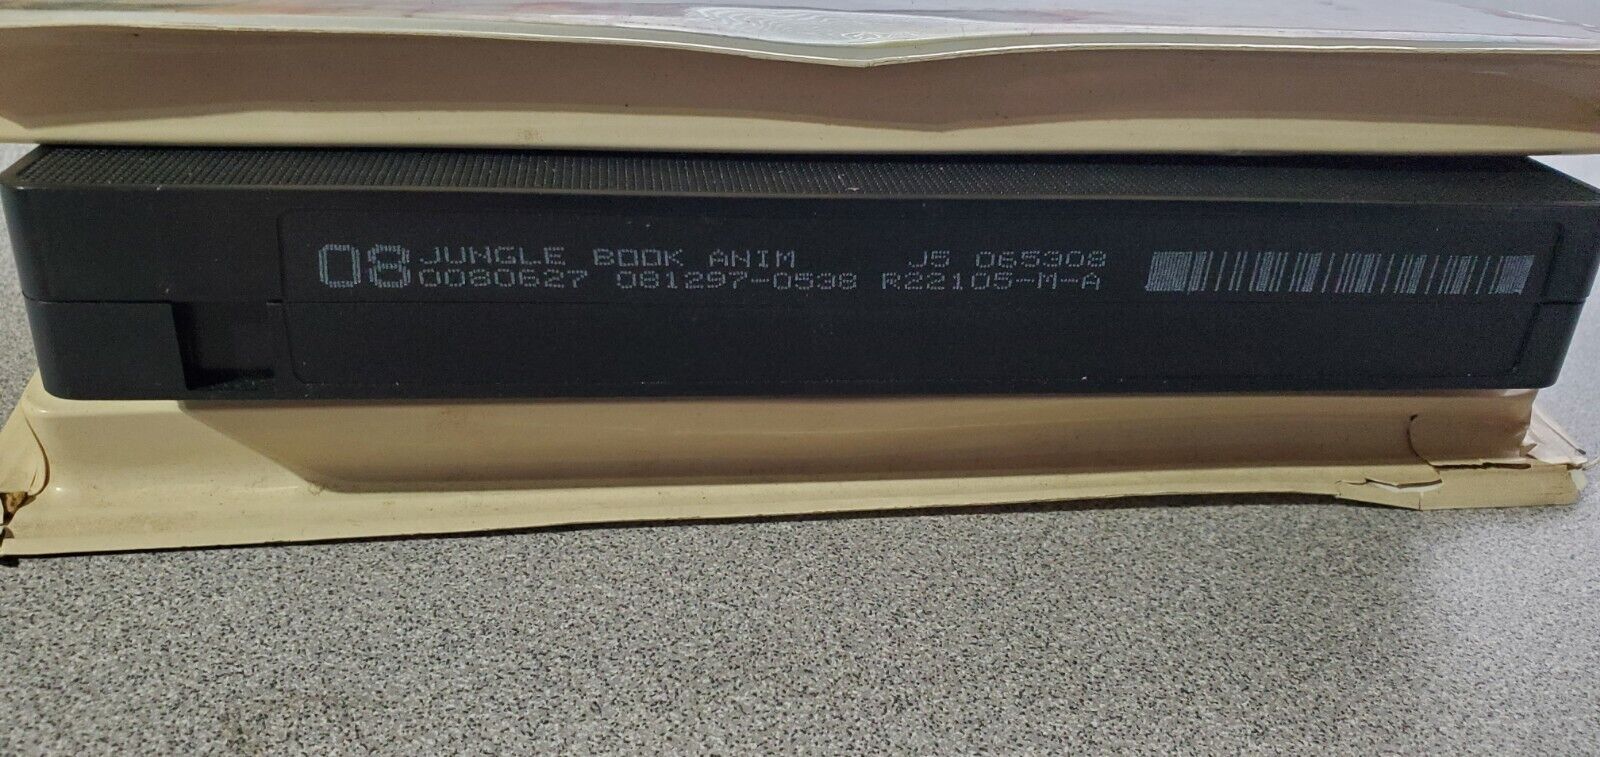 08 JUNGLE BOOK ANIM J5 065308
0080627 081297-0538 R22105-M-A